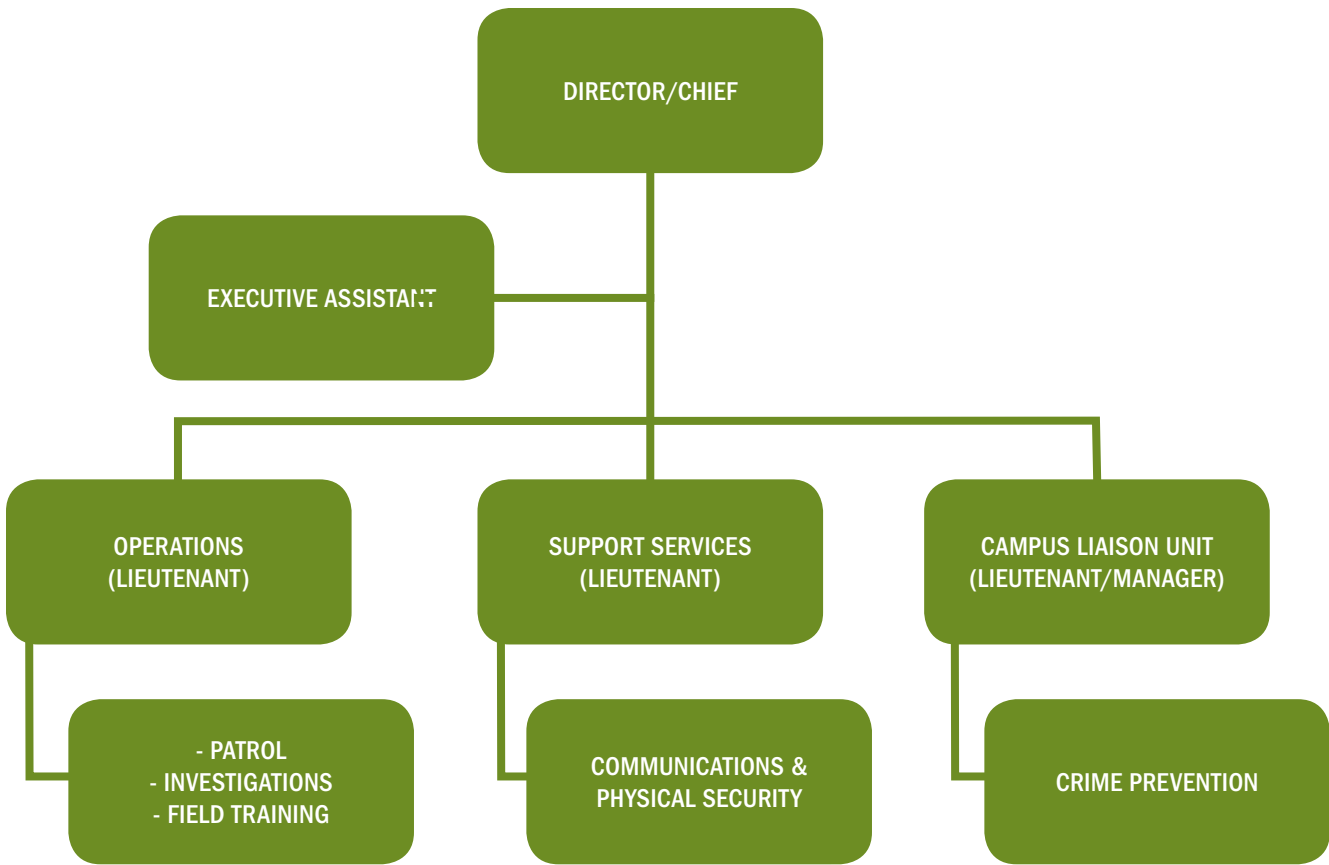 DIRECTOR/CHIEF
EXECUTIVE ASSISTANT
OPERATIONS
(LIEUTENANT)
SUPPORT SERVICES
(LIEUTENANT)
CAMPUS LIAISON UNIT
(LIEUTENANT/MANAGER)
- PATROL
- INVESTIGATIONS
- FIELD TRAINING
COMMUNICATIONS &
PHYSICAL SECURITY
CRIME PREVENTION